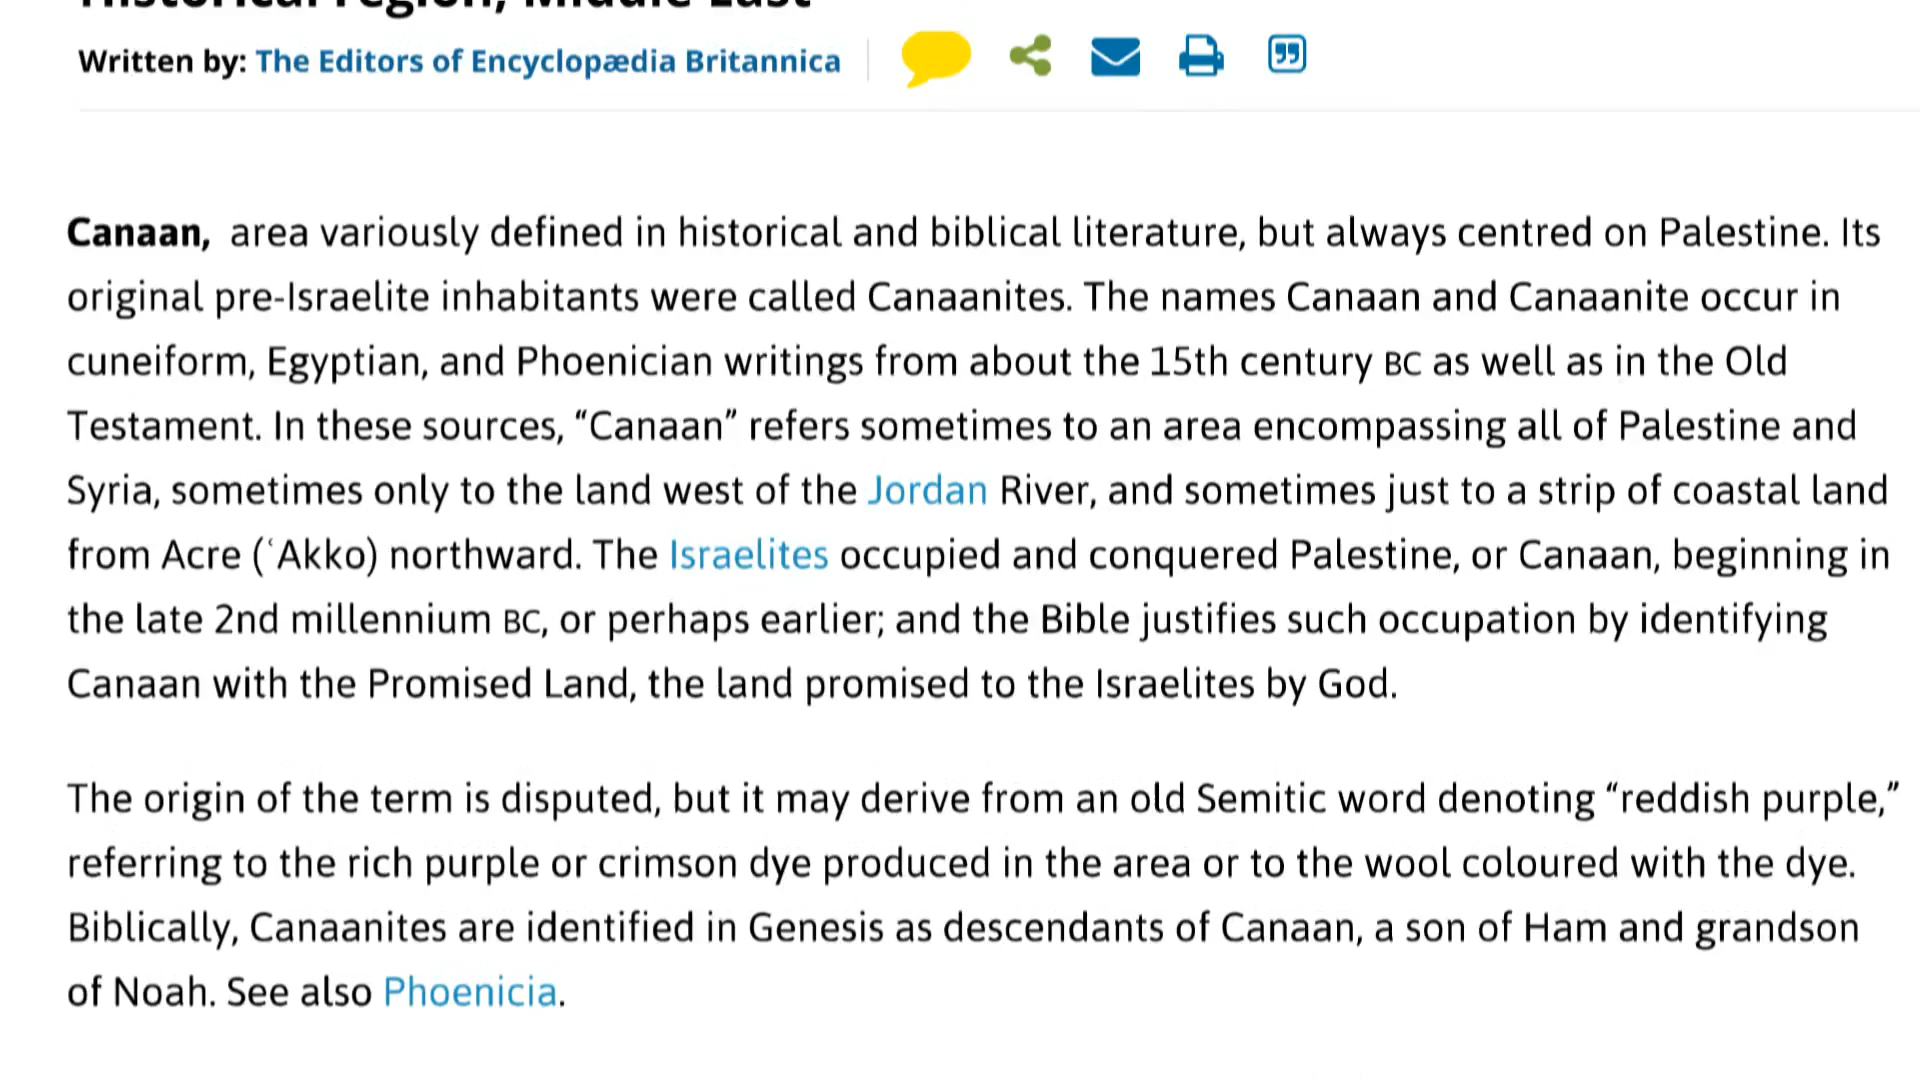 Historical region, Middle East
Written by: The Editors of Encyclopædia Britannica
Canaan, area variously defined in historical and biblical literature, but always centred on Palestine. Its
original pre-Israelite inhabitants were called Canaanites. The names Canaan and Canaanite occur in
cuneiform, Egyptian, and Phoenician writings from about the 15th century BC as well as in the Old
Testament. In these sources, “Canaan” refers sometimes to an area encompassing all of Palestine and
Syria, sometimes only to the land west of the Jordan River, and sometimes just to a strip of coastal land
from Acre (ʿAkko) northward. The Israelites occupied and conquered Palestine, or Canaan, beginning in
the late 2nd millennium BC, or perhaps earlier; and the Bible justifies such occupation by identifying
Canaan with the Promised Land, the land promised to the Israelites by God.
The origin of the term is disputed, but it may derive from an old Semitic word denoting “reddish purple,”
referring to the rich purple or crimson dye produced in the area or to the wool coloured with the dye.
Biblically, Canaanites are identified in Genesis as descendants of Canaan, a son of Ham and grandson
of Noah. See also Phoenicia.